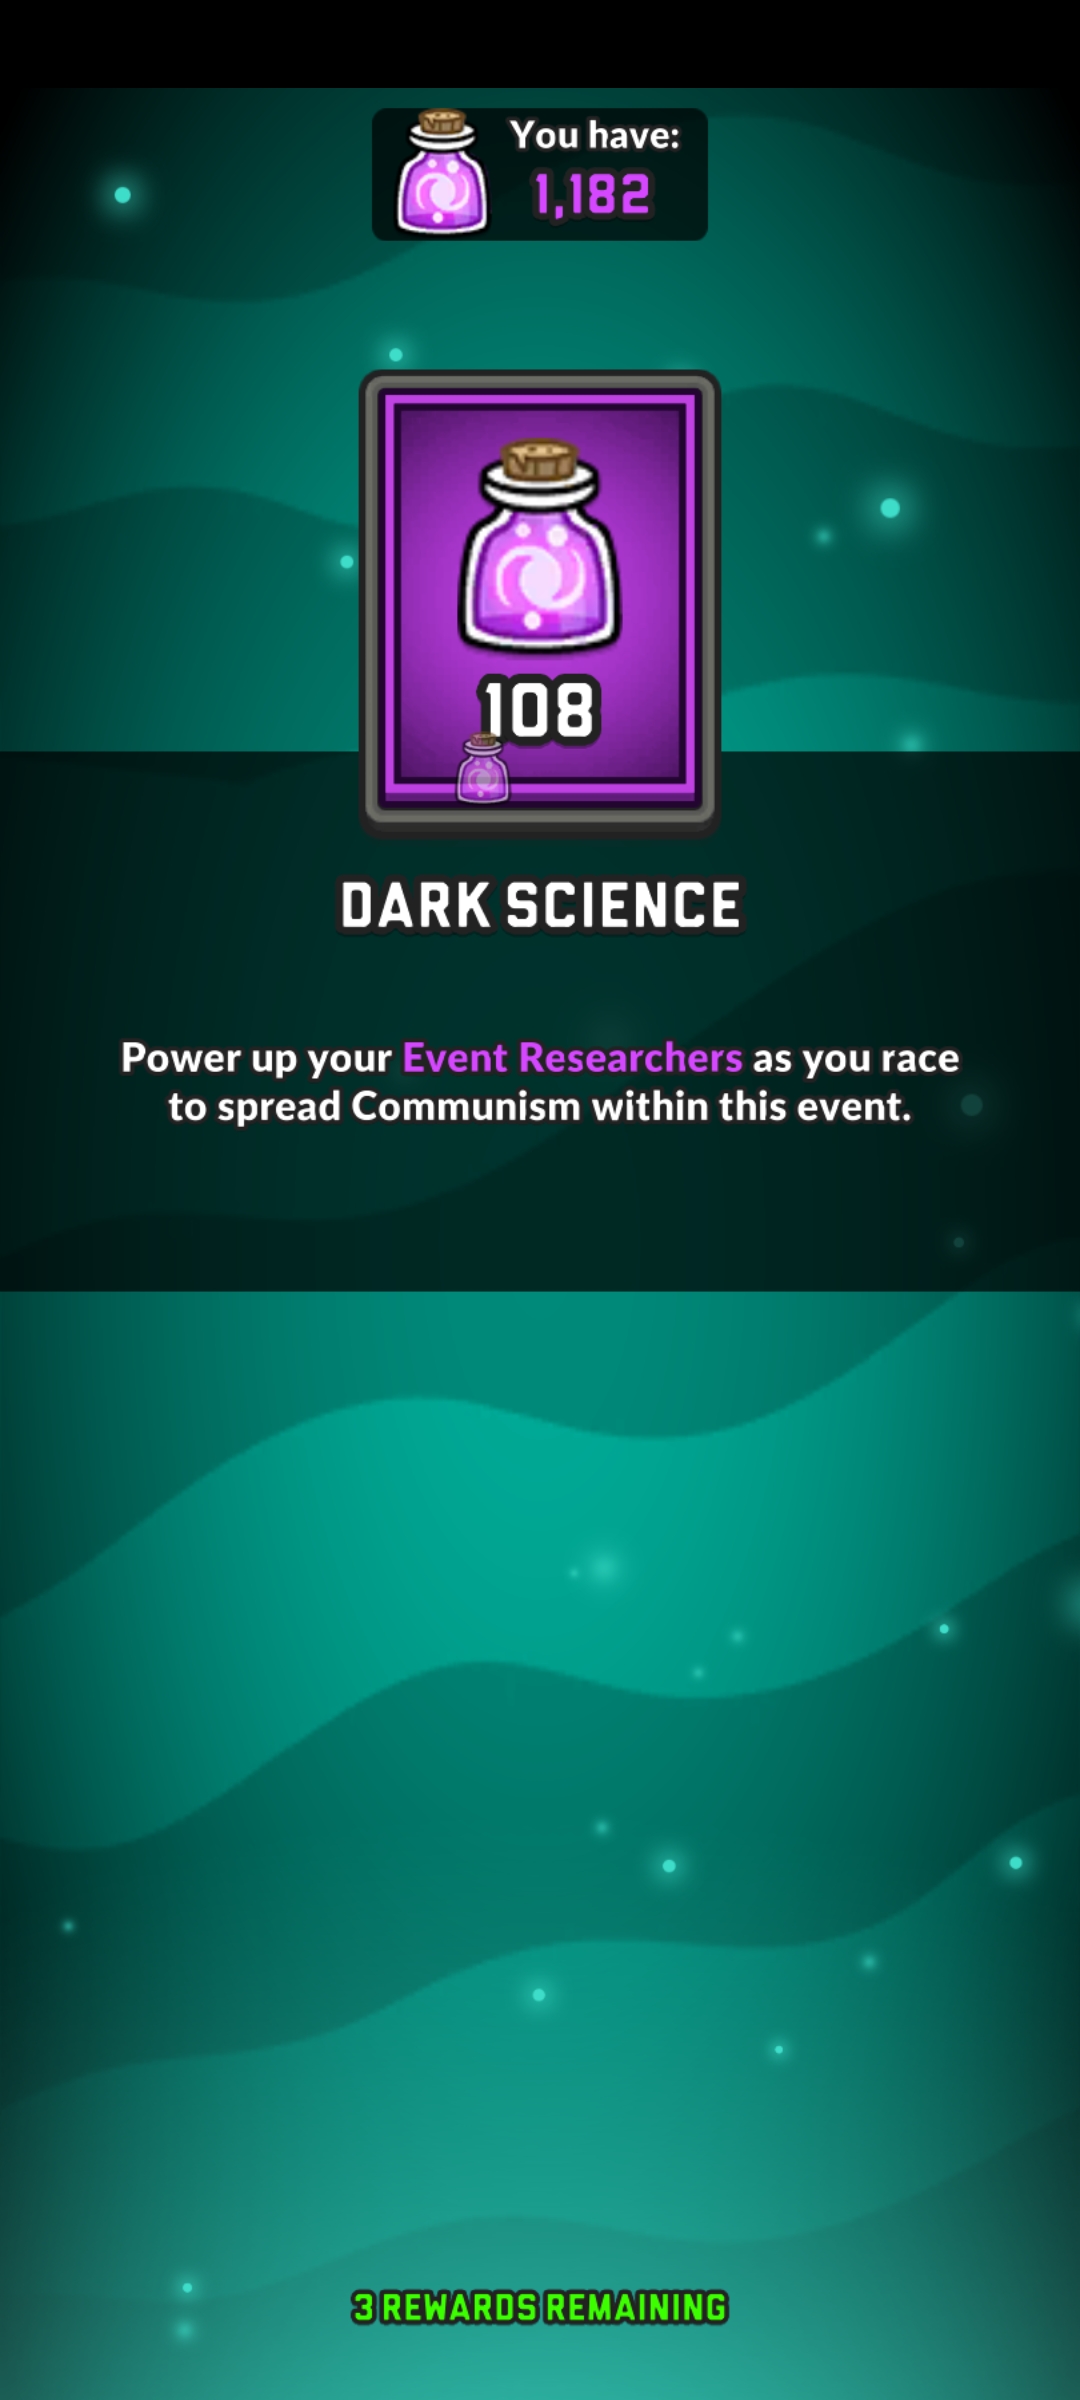 You have:
1,182
108
DARK SCIENCE
Power up your Event Researchers as you race
to spread Communism within this event.
3 REWARDS REMAINING